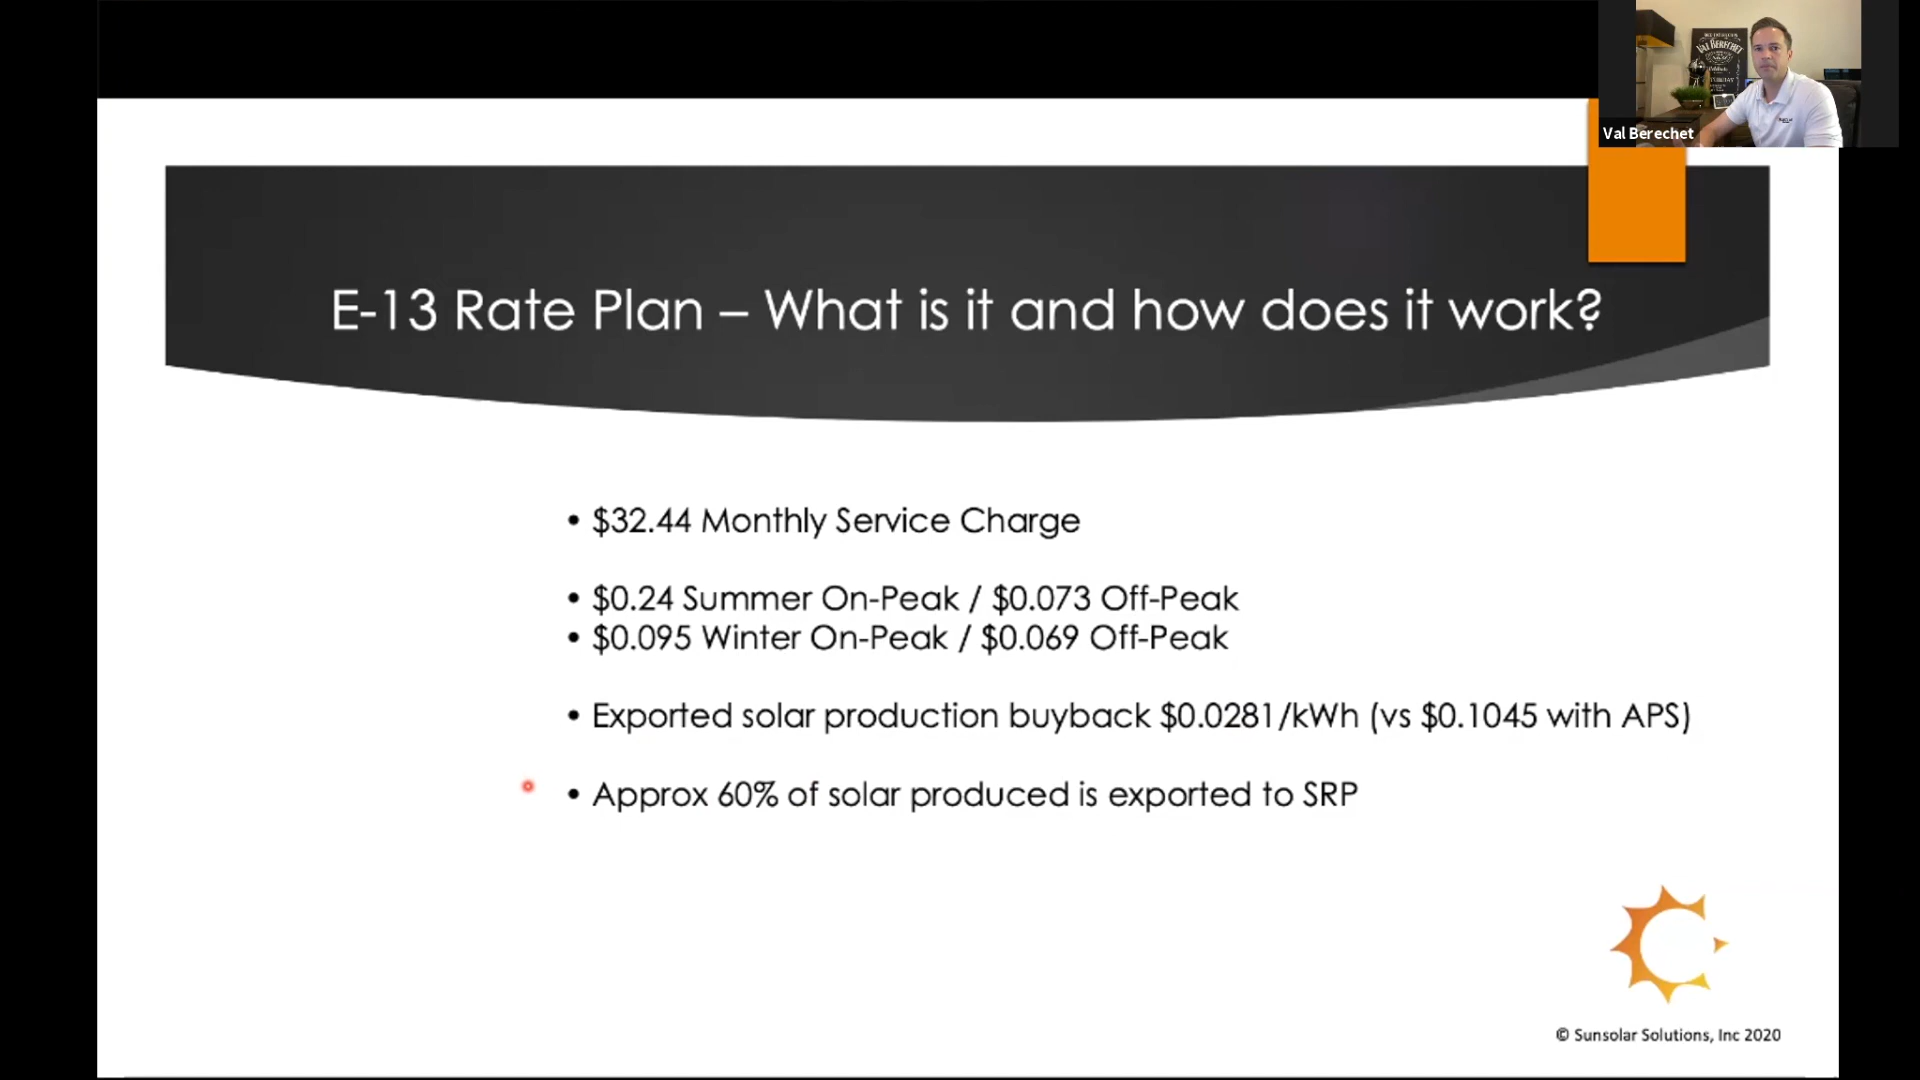 VAL BERECHET
Val Berechet
E-13 Rate Plan – What is it and how does it work?
• $32.44 Monthly Service Charge
• $0.24 Summer On-Peak / $0.073 Off-Peak
• $0.095 Winter On-Peak / $0.069 Off-Peak
• Exported solar production buyback $0.0281/kWh (vs $0.1045 with APS)
• Approx 60% of solar produced is exported to SRP
© Sunsolar Solutions, Inc 2020